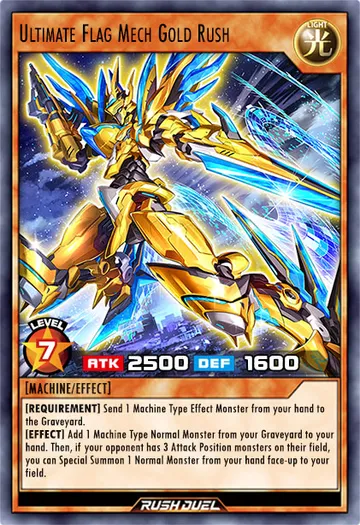 ULTIMATE FLAG MECH GOLD RUSH
LIGHT
光
LEVEL
7
ATK 2500 DEF 1600
[MACHINE/EFFECT]
[REQUIREMENT] Send 1 Machine Type Effect Monster from your hand to
the Graveyard.
[EFFECT] Add 1 Machine Type Normal Monster from your Graveyard to your
hand. Then, if your opponent has 3 Attack Position monsters on their field,
you can Special Summon 1 Normal Monster from your hand face-up to your
field.
RUSH DUEL